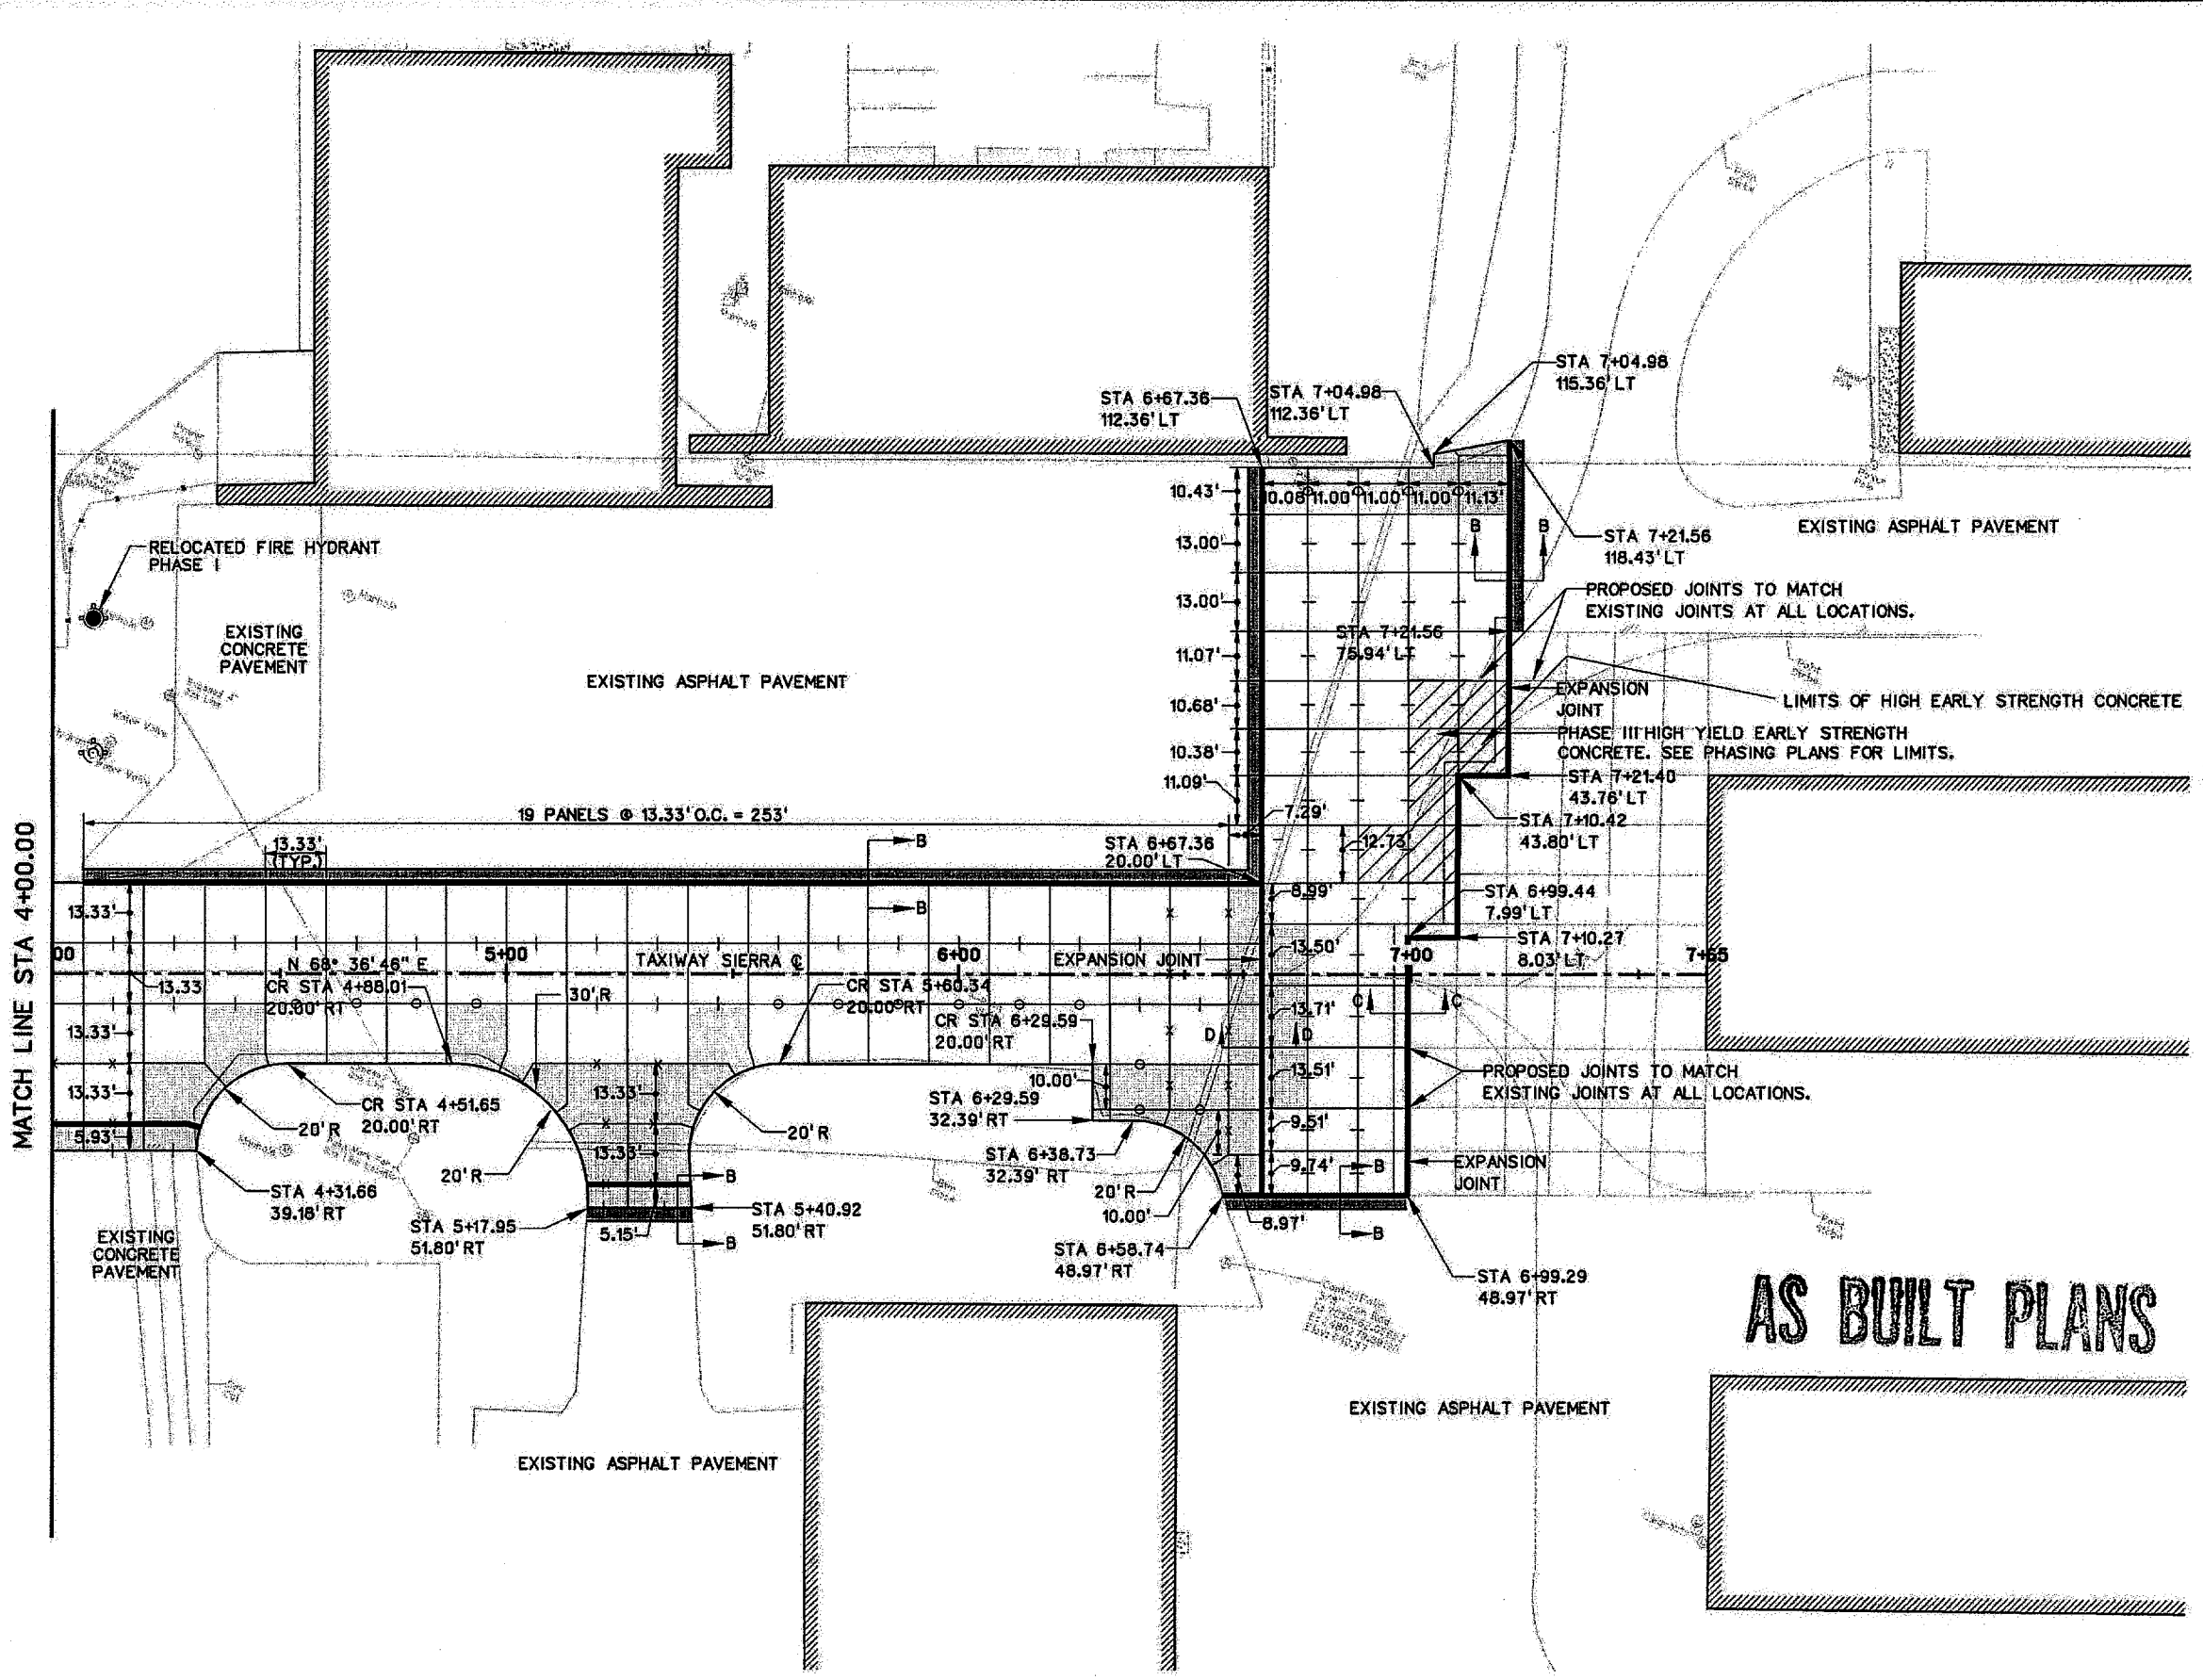 STA 7+04.98
115.36' LT
STA 6+67.36
112.36' LT
STA 7+04.98
112.36' LT
10.43'
10.08'
11.00'
11.00'
11.00'
11.13'
B
B
13.00'
STA 7+21.56
118.43' LT
EXISTING ASPHALT PAVEMENT
RELOCATED FIRE HYDRANT
PHASE I
PROPOSED JOINTS TO MATCH
EXISTING JOINTS AT ALL LOCATIONS.
13.00'
EXISTING
CONCRETE
PAVEMENT
STA 7+21.56
75.94' LT
11.07'
EXISTING ASPHALT PAVEMENT
EXPANSION
JOINT
LIMITS OF HIGH EARLY STRENGTH CONCRETE
10.68'
PHASE III HIGH YIELD EARLY STRENGTH
CONCRETE. SEE PHASING PLANS FOR LIMITS.
10.38'
11.09'
STA 7+21.40
43.76' LT
19 PANELS @ 13.33' O.C. = 253'
7.29'
STA 7+10.42
43.80' LT
13.33'
(TYP.)
B
STA 6+67.36
20.00' LT
12.73'
MATCH LINE STA 4+00.00
8.99'
STA 6+99.44
7.99' LT
13.33'
B
STA 7+10.27
8.03' LT
13.50'
00
5+00
6+00
7+00
7+65
N 68° 36' 46" E
TAXIWAY SIERRA ℄
EXPANSION JOINT
13.33
CR STA 4+88.01
20.00' RT
30' R
CR STA 5+60.34
20.00' RT
CR STA 6+29.59
20.00' RT
13.71'
C
C
D
D
13.33'
13.33'
10.00'
13.51'
PROPOSED JOINTS TO MATCH
EXISTING JOINTS AT ALL LOCATIONS.
13.33'
CR STA 4+51.65
20.00' RT
STA 6+29.59
32.39' RT
5.93'
20' R
20' R
9.51'
13.33'
STA 6+38.73
32.39' RT
20' R
9.74'
B
EXPANSION
JOINT
B
STA 4+31.66
39.18' RT
20' R
10.00'
STA 5+17.95
51.80' RT
5.15'
B
STA 5+40.92
51.80' RT
8.97'
B
EXISTING
CONCRETE
PAVEMENT
STA 6+58.74
48.97' RT
STA 6+99.29
48.97' RT
AS BUILT PLANS
EXISTING ASPHALT PAVEMENT
EXISTING ASPHALT PAVEMENT